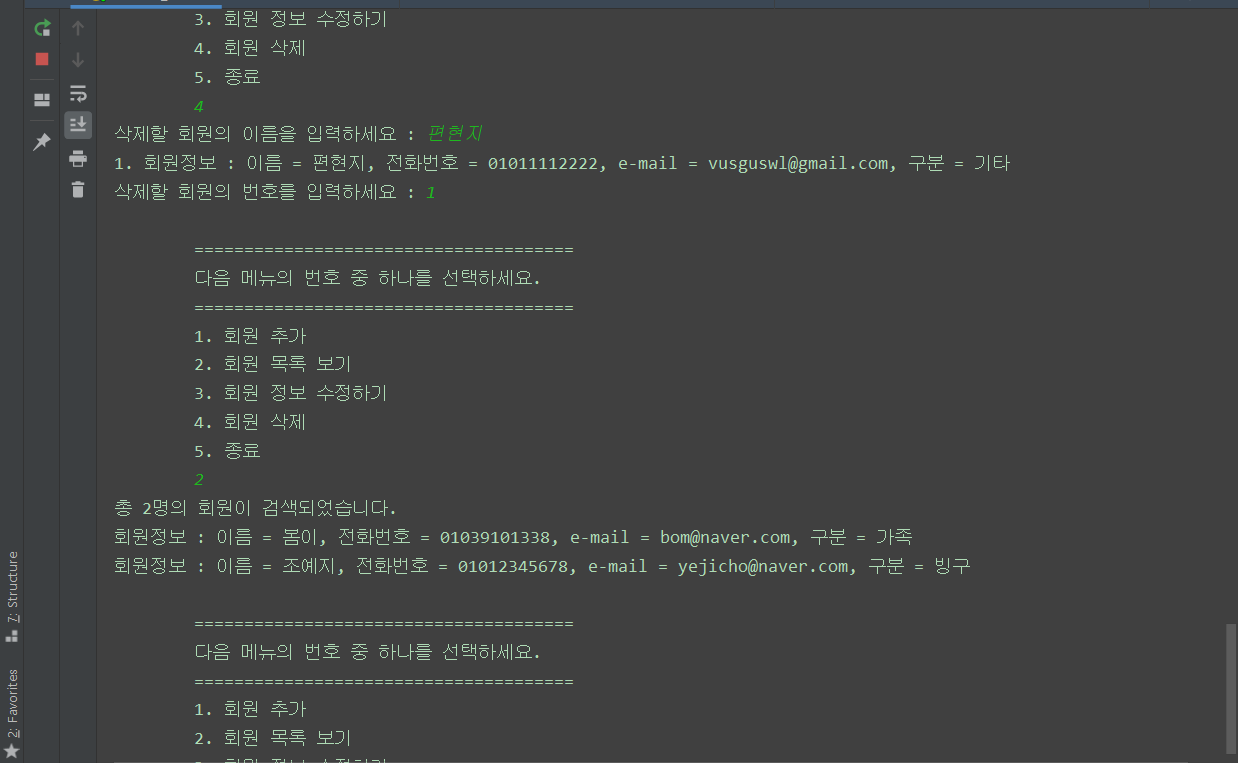 3. 회원 정보 수정하기
4. 회원 삭제
5. 종료
4
삭제할 회원의 이름을 입력하세요 : 편현지
1. 회원정보 : 이름 = 편현지, 전화번호 = 01011112222, e-mail = vusguswl@gmail.com, 구분 = 기타
삭제할 회원의 번호를 입력하세요 : 1
======================================
다음 메뉴의 번호 중 하나를 선택하세요.
======================================
1. 회원 추가
2. 회원 목록 보기
3. 회원 정보 수정하기
4. 회원 삭제
5. 종료
2
총 2명의 회원이 검색되었습니다.
회원정보 : 이름 = 봄이, 전화번호 = 01039101338, e-mail = bom@naver.com, 구분 = 가족
회원정보 : 이름 = 조예지, 전화번호 = 01012345678, e-mail = yejicho@naver.com, 구분 = 빙구
======================================
다음 메뉴의 번호 중 하나를 선택하세요.
======================================
1. 회원 추가
2. 회원 목록 보기
7: Structure
2: Favorites